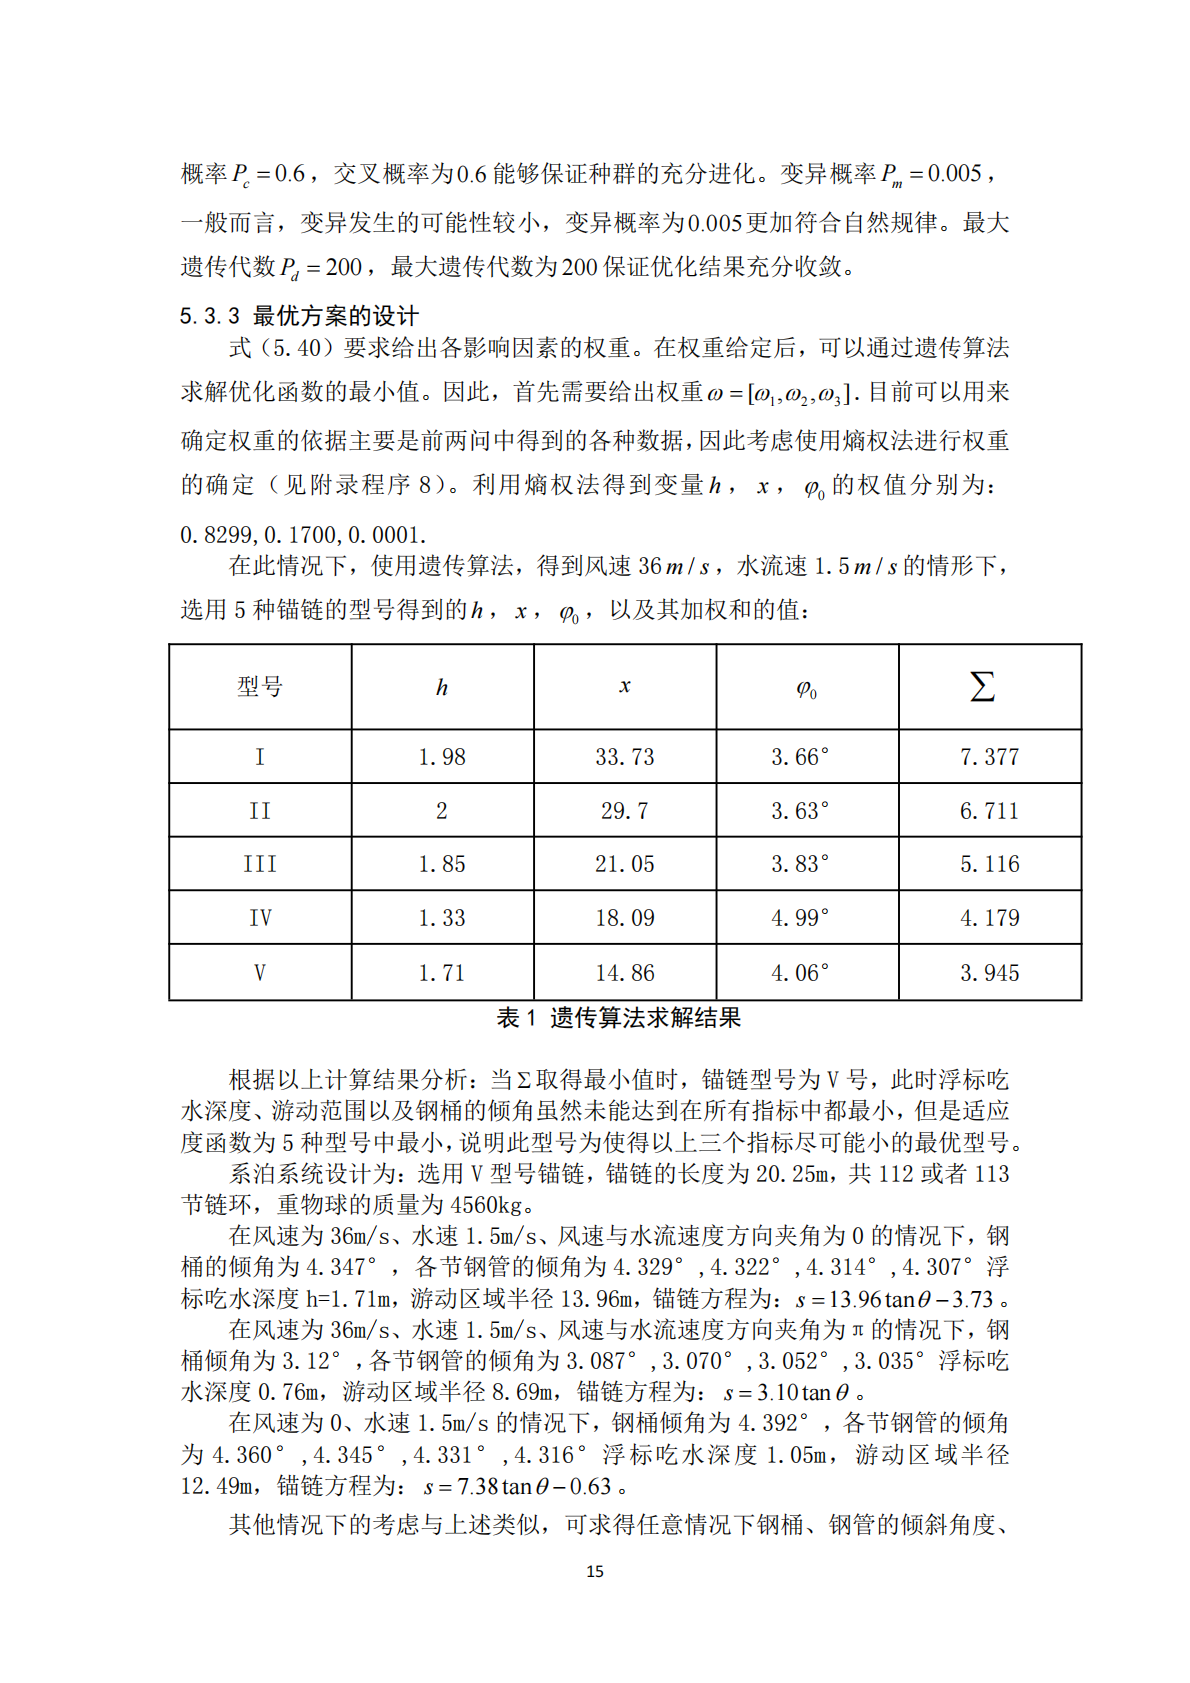 概率 P_c = 0.6，交叉概率为 0.6 能够保证种群的充分进化。变异概率 P_m = 0.005，
一般而言，变异发生的可能性较小，变异概率为 0.005 更加符合自然规律。最大
遗传代数 P_d = 200，最大遗传代数为 200 保证优化结果充分收敛。
5.3.3 最优方案的设计
式（5.40）要求给出各影响因素的权重。在权重给定后，可以通过遗传算法
求解优化函数的最小值。因此，首先需要给出权重 ω = [ω₁,ω₂,ω₃]. 目前可以用来
确定权重的依据主要是前两问中得到的各种数据，因此考虑使用熵权法进行权重
的确定（见附录程序 8）。利用熵权法得到变量 h，x，φ₀ 的权值分别为：
0.8299,0.1700,0.0001.
在此情况下，使用遗传算法，得到风速 36 m/s，水流速 1.5 m/s 的情形下，
选用 5 种锚链的型号得到的 h，x，φ₀，以及其加权和的值：
型号 h x φ₀ ∑
I 1.98 33.73 3.66° 7.377
II 2 29.7 3.63° 6.711
III 1.85 21.05 3.83° 5.116
IV 1.33 18.09 4.99° 4.179
V 1.71 14.86 4.06° 3.945
表 1 遗传算法求解结果
根据以上计算结果分析：当 Σ 取得最小值时，锚链型号为 V 号，此时浮标吃
水深度、游动范围以及钢桶的倾角虽然未能达到在所有指标中都最小，但是适应
度函数为 5 种型号中最小，说明此型号为使得以上三个指标尽可能小的最优型号。
系泊系统设计为：选用 V 型号锚链，锚链的长度为 20.25m，共 112 或者 113
节链环，重物球的质量为 4560kg。
在风速为 36m/s、水速 1.5m/s、风速与水流速度方向夹角为 0 的情况下，钢
桶的倾角为 4.347°，各节钢管的倾角为 4.329°,4.322°,4.314°,4.307° 浮
标吃水深度 h=1.71m，游动区域半径 13.96m，锚链方程为：s = 13.96 tan θ − 3.73。
在风速为 36m/s、水速 1.5m/s、风速与水流速度方向夹角为 π 的情况下，钢
桶倾角为 3.12°，各节钢管的倾角为 3.087°,3.070°,3.052°,3.035° 浮标吃
水深度 0.76m，游动区域半径 8.69m，锚链方程为：s = 3.10 tan θ。
在风速为 0、水速 1.5m/s 的情况下，钢桶倾角为 4.392°，各节钢管的倾角
为 4.360°,4.345°,4.331°,4.316° 浮标吃水深度 1.05m，游动区域半径
12.49m，锚链方程为：s = 7.38 tan θ − 0.63。
其他情况下的考虑与上述类似，可求得任意情况下钢桶、钢管的倾斜角度、
15